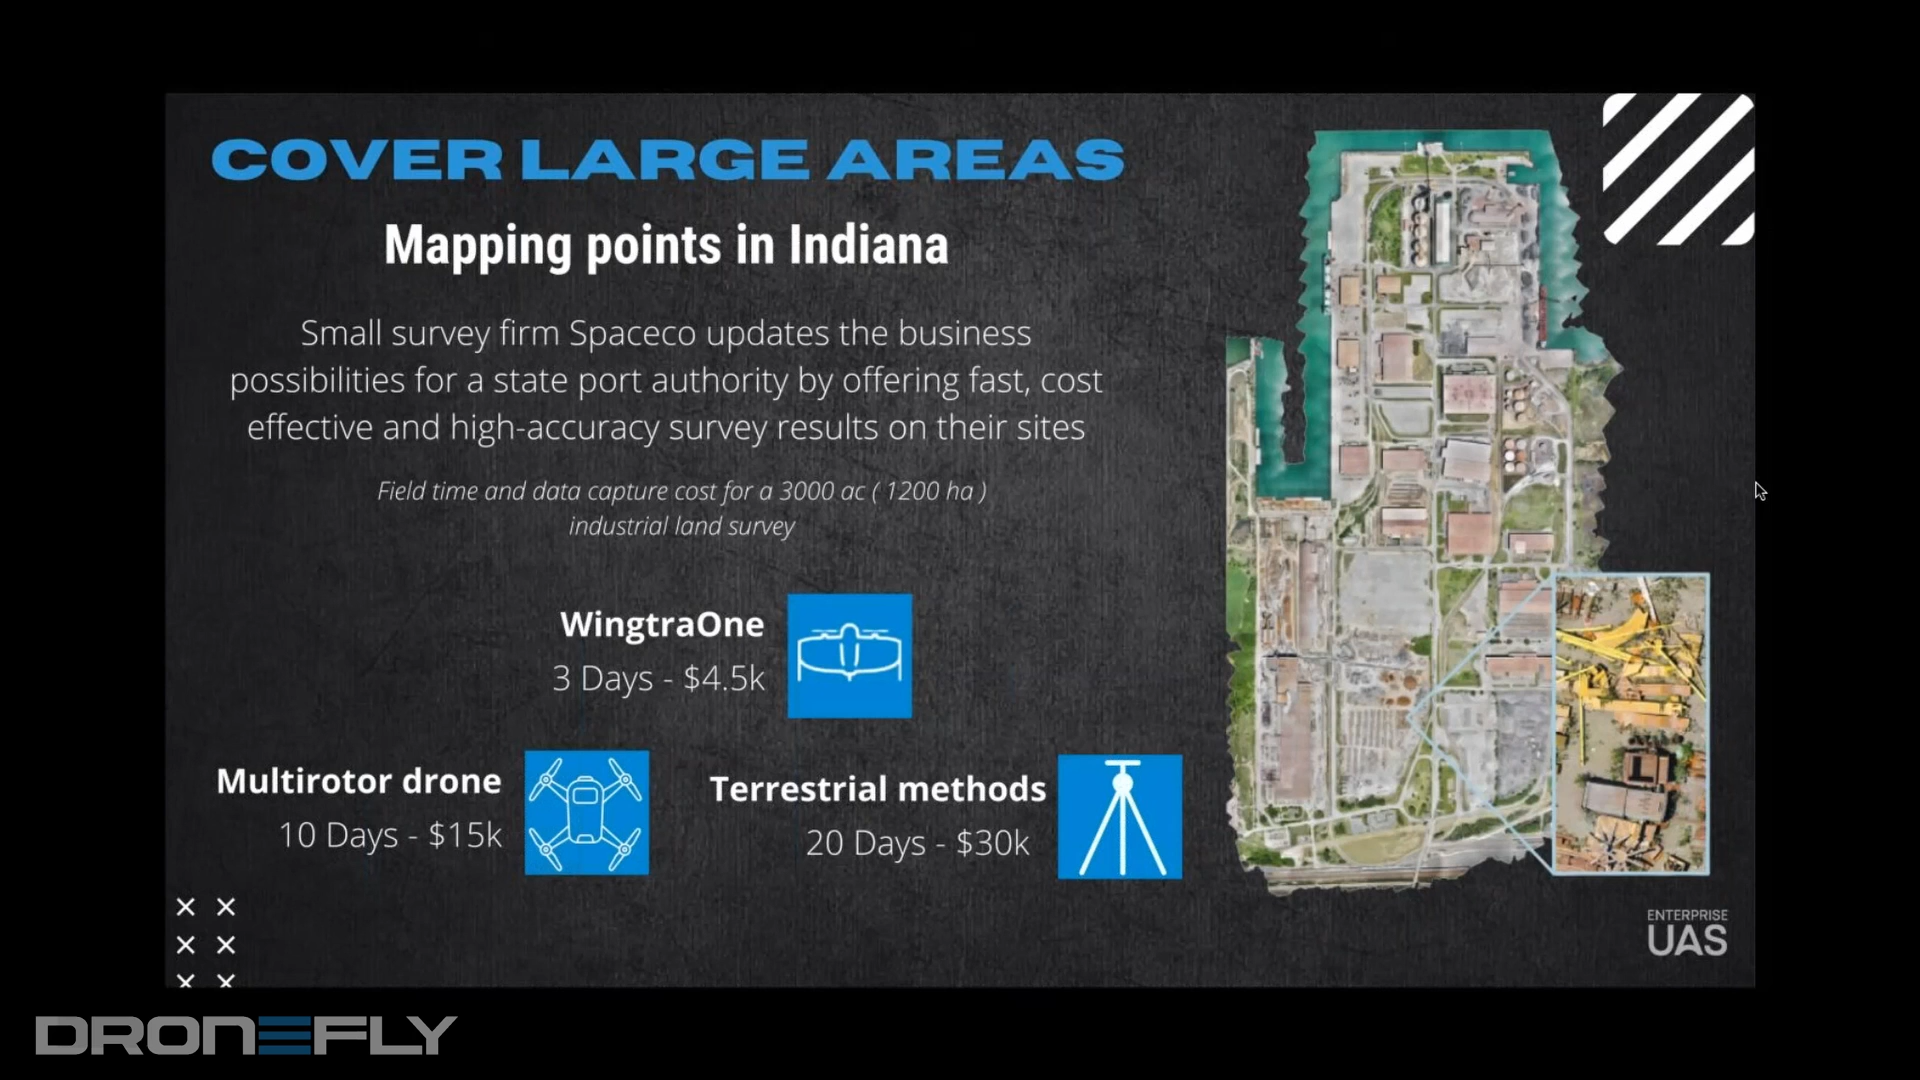 COVER LARGE AREAS
Mapping points in Indiana
Small survey firm Spaceco updates the business
possibilities for a state port authority by offering fast, cost
effective and high-accuracy survey results on their sites
Field time and data capture cost for a 3000 ac ( 1200 ha )
industrial land survey
WingtraOne
3 Days - $4.5k
Multirotor drone
10 Days - $15k
Terrestrial methods
20 Days - $30k
ENTERPRISE
UAS
DRONEFLY